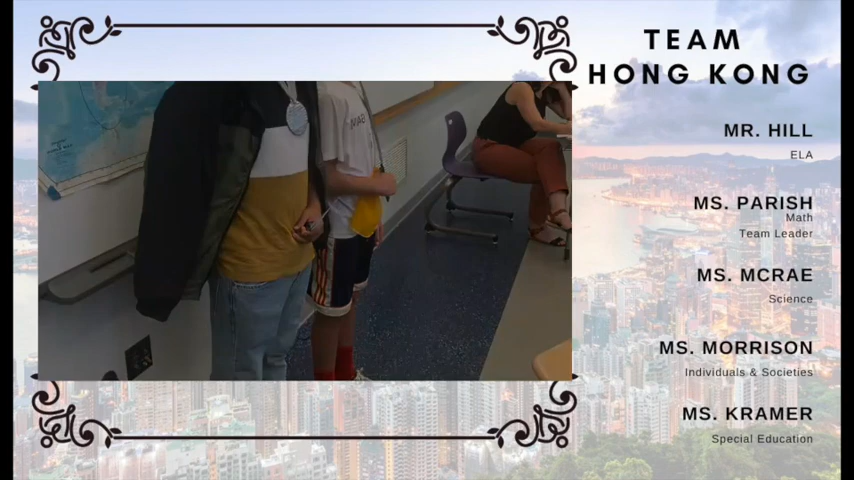 TEAM
HONG KONG
MR. HILL
ELA
MS. PARISH
Math
Team Leader
MS. MCRAE
Science
MS. MORRISON
Individuals & Societies
MS. KRAMER
Special Education